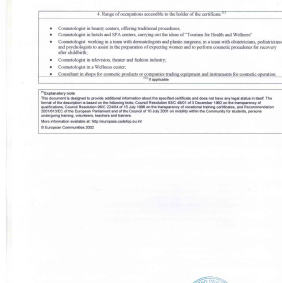 4. Range of occupations accessible to the holder of the certificate
Cosmetologist in beauty centers, offering traditional procedures;
Cosmetologist in hotels and SPA centers, carrying out the ideas of "Tourism for Health and Wellness"
Cosmetologist working in a team with dermatologists and plastic surgeons, in a team with obstetricians, pediatricians
and psychologists to assist in the preparation of expecting women and to perform cosmetic procedures for recovery
after childbirth;
Cosmetologist in television, theater and fashion industry;
Cosmetologist in a Wellness center;
Consultant in shops for cosmetic products or companies trading equipment and instruments for cosmetic operation.
if applicable
Explanatory note
This document is designed to provide additional information about the specified certificate and does not have any legal status in itself. The
format of the description is based on the following texts: Council Resolution 93/C 49/01 of 3 December 1992 on the transparency of
qualifications, Council Resolution 96/C 224/04 of 15 July 1996 on the transparency of vocational training certificates, and Recommendation
2001/613/EC of the European Parliament and of the Council of 10 July 2001 on mobility within the Community for students, persons
undergoing training, volunteers, teachers and trainers.
More information available at:
© European Communities 2002